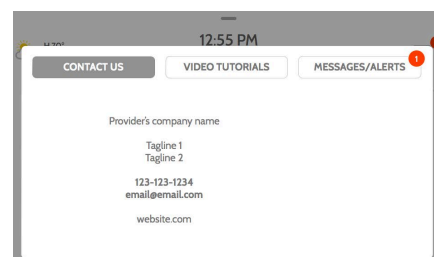 12:55 PM
CONTACT US
VIDEO TUTORIALS
MESSAGES/ALERTS
1
Provider's company name
Tagline 1
Tagline 2
123-123-1234
email@email.com
website.com